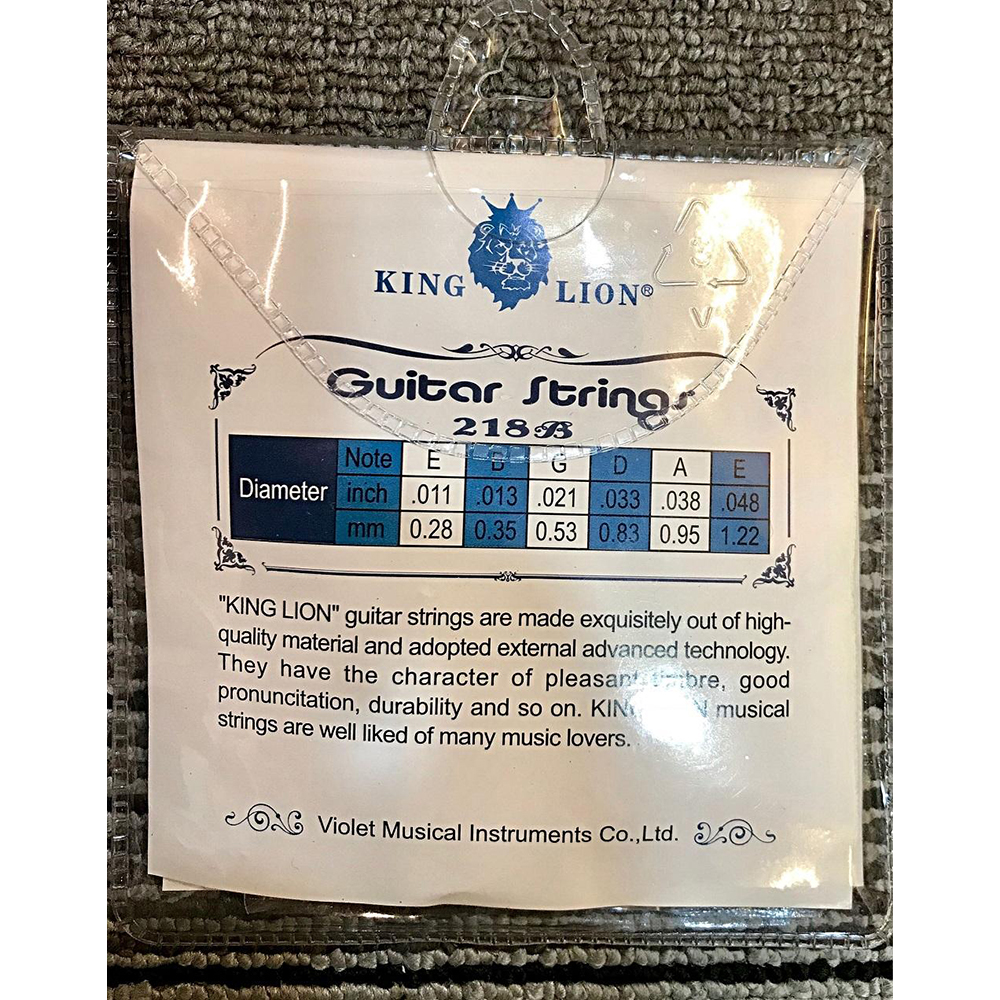 KING LION®
Guitar Strings
218B
Diameter Note E B G D A E
inch .011 .013 .021 .033 .038 .048
mm 0.28 0.35 0.53 0.83 0.95 1.22
"KING LION" guitar strings are made exquisitely out of high-
quality material and adopted external advanced technology.
They have the character of pleasant timbre, good
pronuncitation, durability and so on. KING LION musical
strings are well liked of many music lovers.
Violet Musical Instruments Co.,Ltd.
3
V